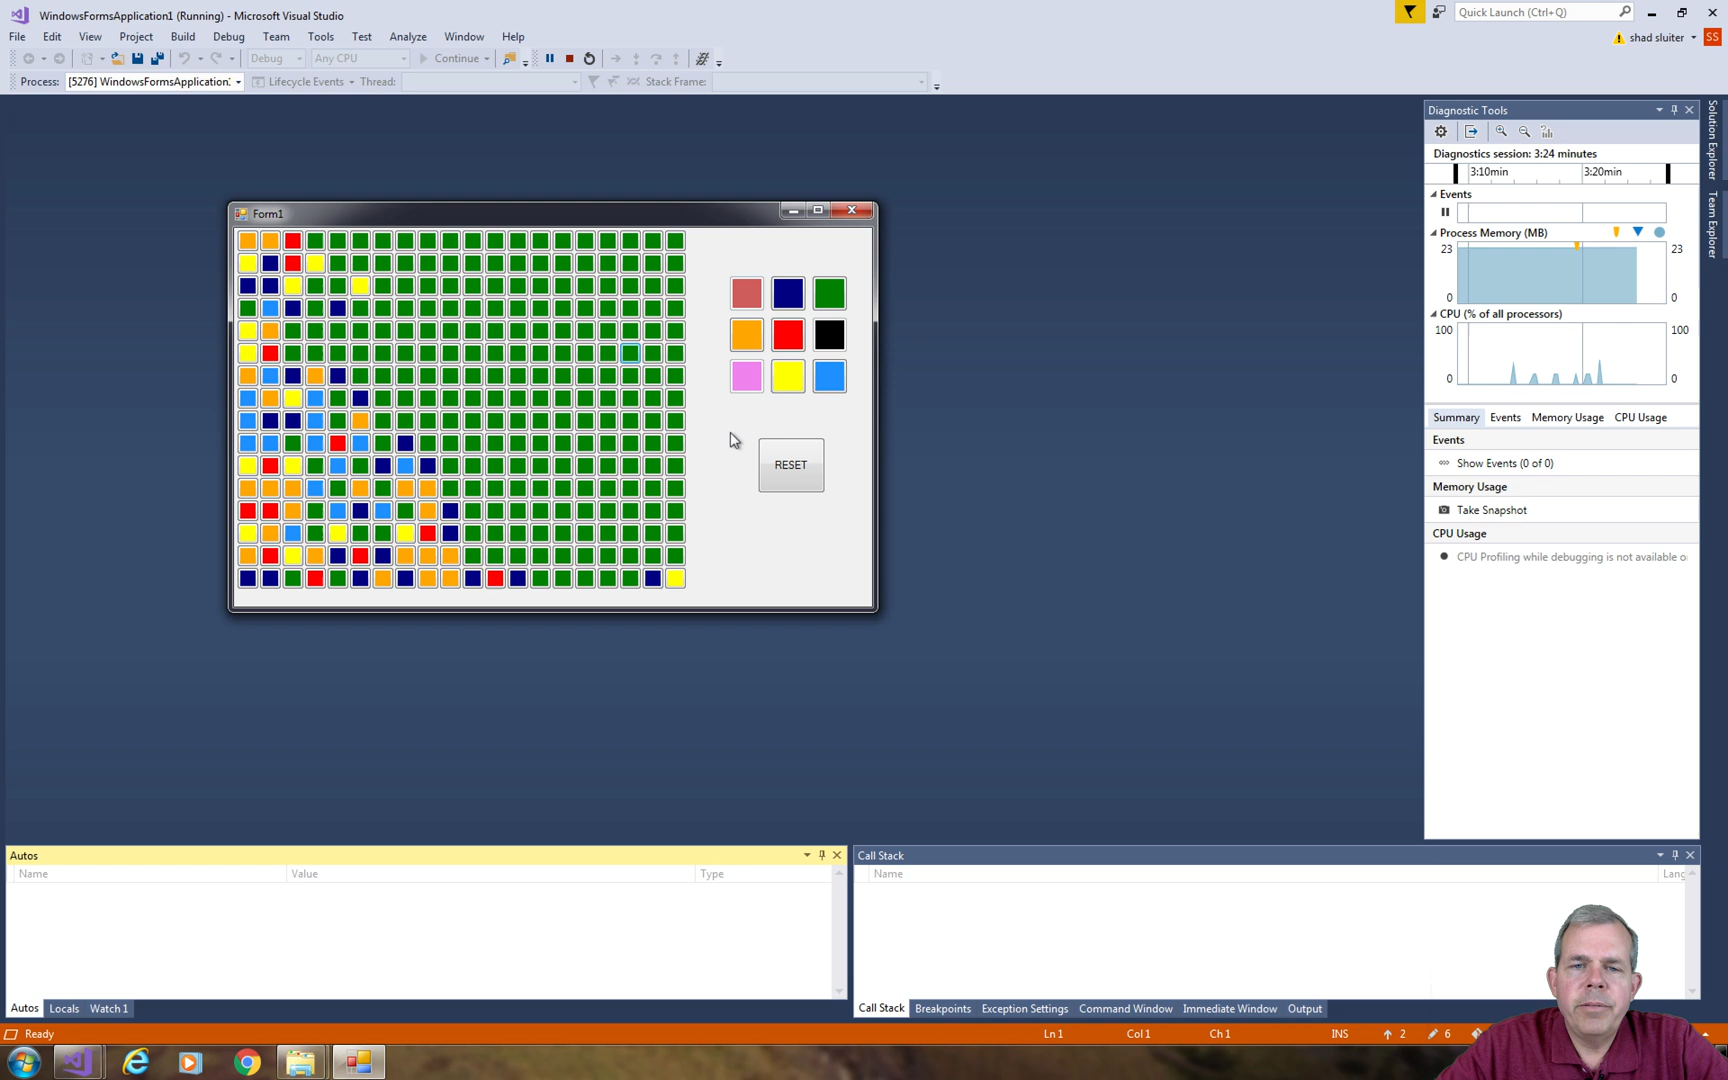 WindowsFormsApplication1 (Running) - Microsoft Visual Studio
Quick Launch (Ctrl+Q)
File Edit View Project Build Debug Team Tools Test Analyze Window Help
shad sluiter
SS
Debug Any CPU Continue
Process: [5276] WindowsFormsApplication: Lifecycle Events Thread: Stack Frame:
Diagnostic Tools
Solution Explorer
Team Explorer
Diagnostics session: 3:24 minutes
3:10min 3:20min
Events
Process Memory (MB)
23 23
0 0
CPU (% of all processors)
100 100
0 0
Summary Events Memory Usage CPU Usage
Events
Show Events (0 of 0)
Memory Usage
Take Snapshot
CPU Usage
CPU Profiling while debugging is not available o
Form1
RESET
Autos
Name Value Type
Call Stack
Name Lang
Autos Locals Watch 1
Call Stack Breakpoints Exception Settings Command Window Immediate Window Output
Ready Ln 1 Col 1 Ch 1 INS 2 6